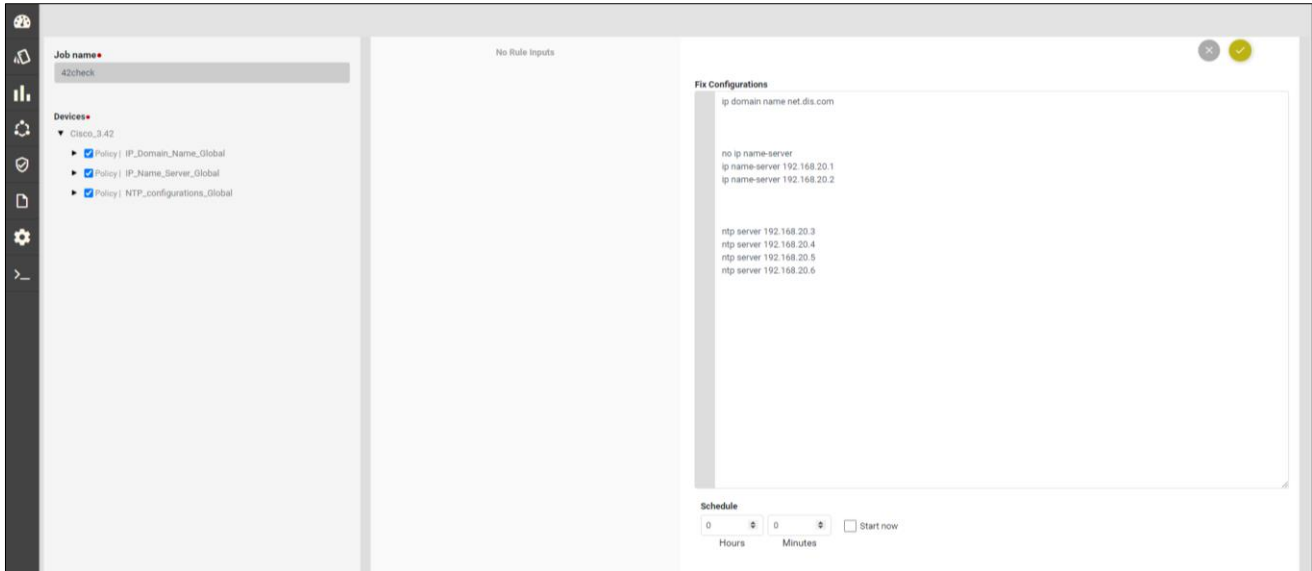 Job name
42check
Devices
Cisco_3.42
Policy | IP_Domain_Name_Global
Policy | IP_Name_Server_Global
Policy | NTP_configurations_Global
No Rule Inputs
Fix Configurations
ip domain name net.dis.com
no ip name-server
ip name-server 192.168.20.1
ip name-server 192.168.20.2
ntp server 192.168.20.3
ntp server 192.168.20.4
ntp server 192.168.20.5
ntp server 192.168.20.6
Schedule
0 0 Start now
Hours Minutes